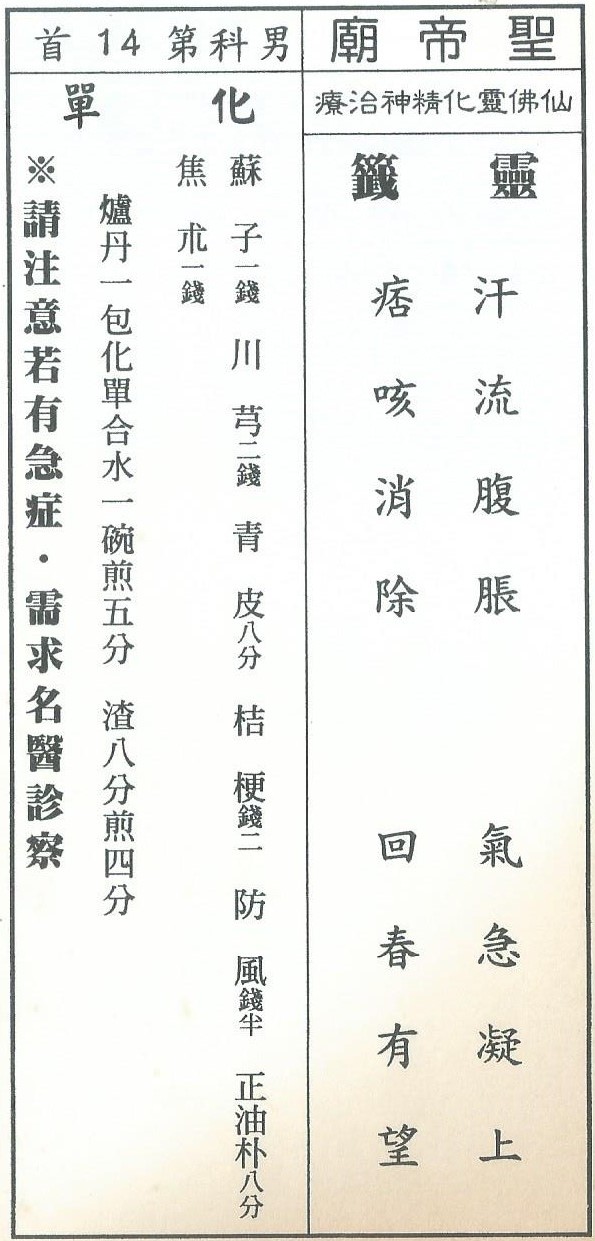 聖帝廟
仙佛靈化精神治療
靈籤
汗流腹脹　氣急凝上
痞咳消除　回春有望
男科第14首
化單
蘇子一錢　川芎二錢　青皮八分　桔梗錢二　防風錢半　正油朴八分
焦朮一錢
爐丹一包化單合水一碗煎五分　渣八分煎四分
※請注意若有急症・需求名醫診察